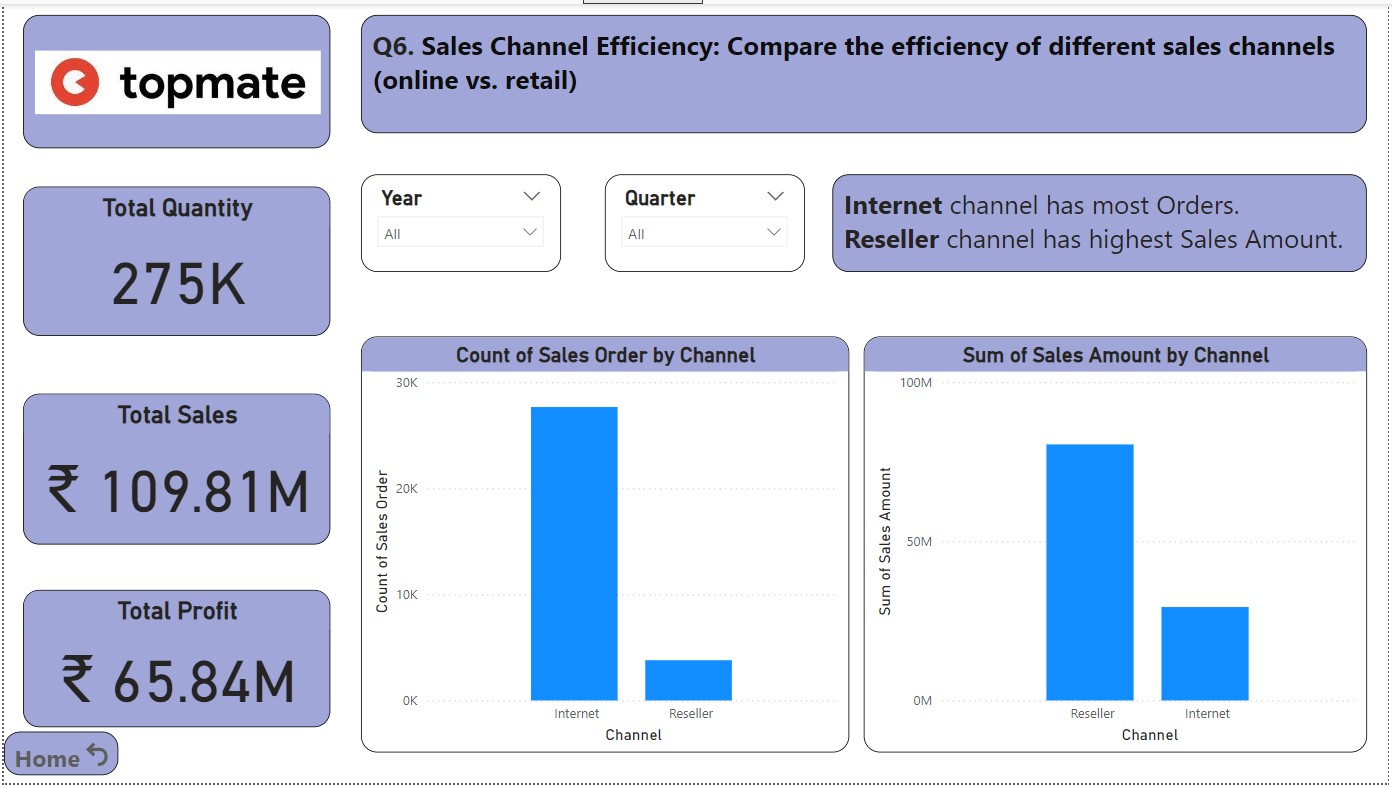 topmate
Q6. Sales Channel Efficiency: Compare the efficiency of different sales channels
(online vs. retail)
Total Quantity
275K
Year
All
Quarter
All
Internet channel has most Orders.
Reseller channel has highest Sales Amount.
Total Sales
₹ 109.81M
Total Profit
₹ 65.84M
Home
Count of Sales Order by Channel
Count of Sales Order
30K
20K
10K
0K
Internet
Reseller
Channel
Sum of Sales Amount by Channel
Sum of Sales Amount
100M
50M
0M
Reseller
Internet
Channel